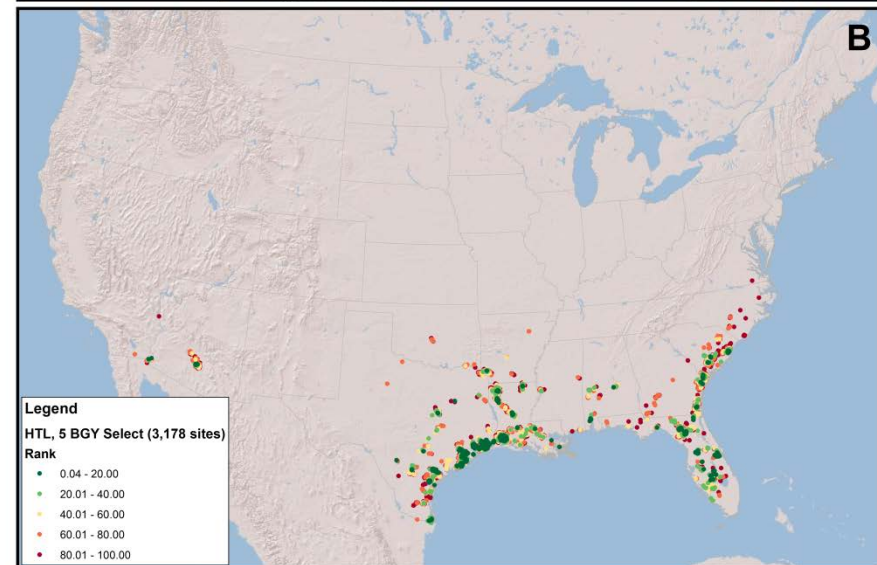 B
Legend
HTL, 5 BGY Select (3,178 sites)
Rank
0.04 - 20.00
20.01 - 40.00
40.01 - 60.00
60.01 - 80.00
80.01 - 100.00